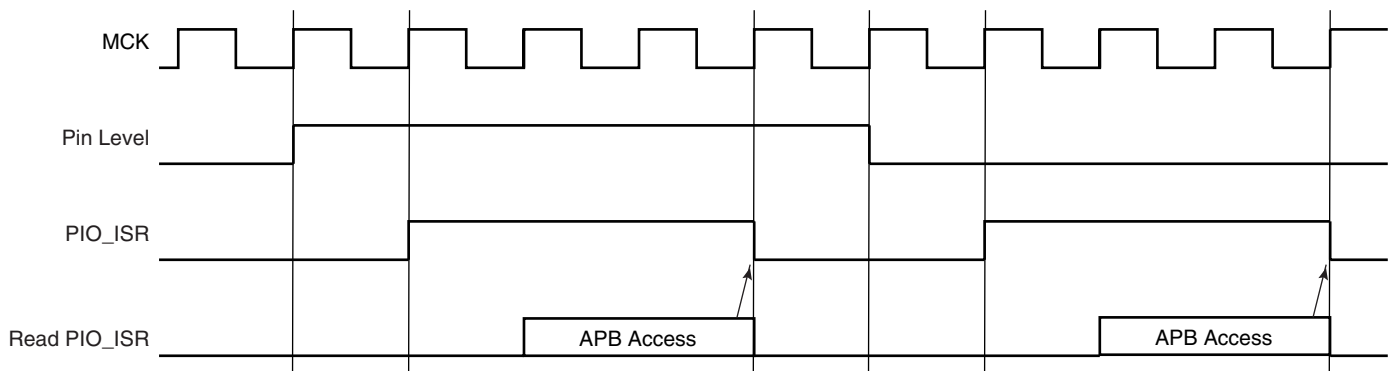 MCK
Pin Level
PIO_ISR
Read PIO_ISR
APB Access
APB Access